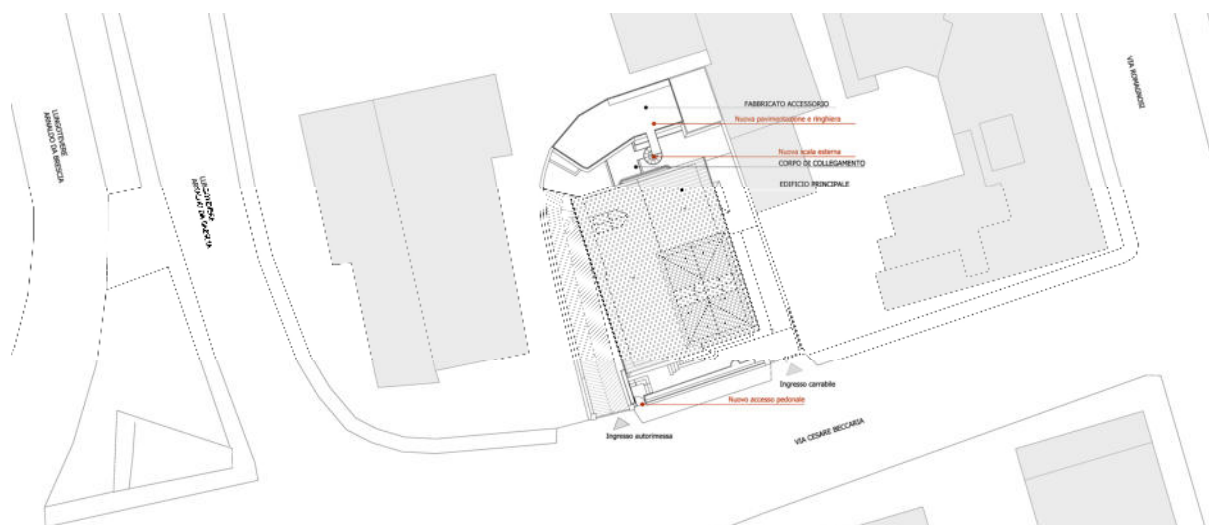 LUNGOTEVERE
ARNALDO DA BRESCIA
LUNGOTEVERE
ARNALDO DA BRESCIA
VIA ROMAGNOSI
FABBRICATO ACCESSORIO
Nuova pavimentazione e ringhiera
Nuova scala esterna
CORPO DI COLLEGAMENTO
EDIFICIO PRINCIPALE
Ingresso carrabile
Nuovo accesso pedonale
Ingresso autorimessa
VIA CESARE BECCARIA